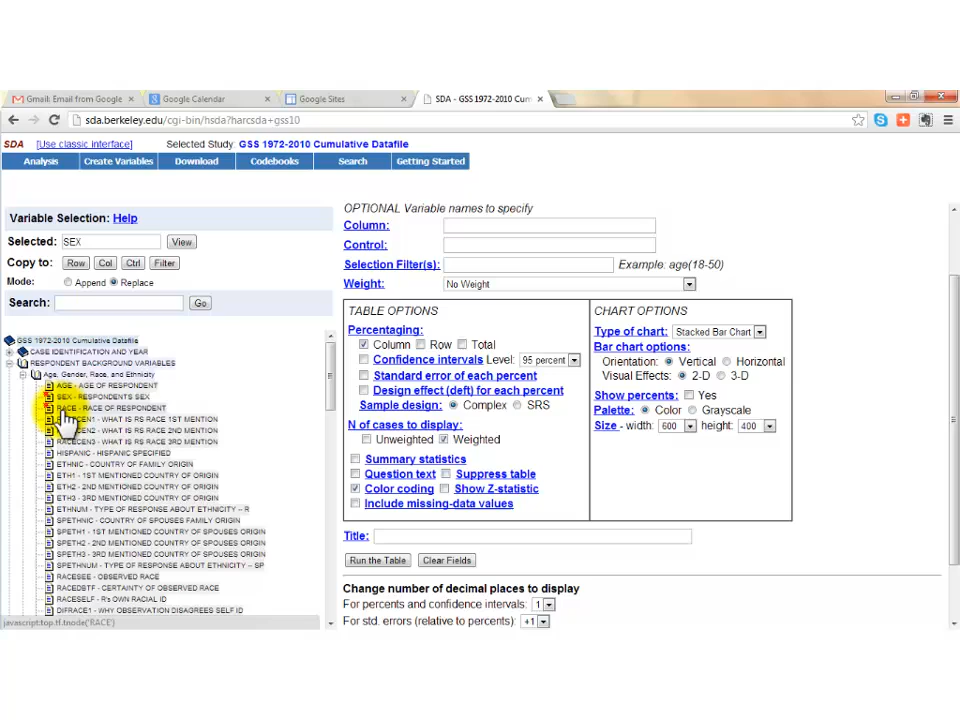 Gmail: Email from Google
Google Calendar
Google Sites
SDA - GSS 1972-2010 Cum
sda.berkeley.edu/cgi-bin/hsda?harcsda+gss10
SDA [Use classic interface] Selected Study: GSS 1972-2010 Cumulative Datafile
Analysis Create Variables Download Codebooks Search Getting Started
Variable Selection: Help
Selected: SEX View
Copy to: Row Col Ctrl Filter
Mode: Append Replace
Search: Go
GSS 1972-2010 Cumulative Datafile
CASE IDENTIFICATION AND YEAR
RESPONDENT BACKGROUND VARIABLES
Age, Gender, Race, and Ethnicity
AGE - AGE OF RESPONDENT
SEX - RESPONDENTS SEX
RACE - RACE OF RESPONDENT
CEN1 - WHAT IS RS RACE 1ST MENTION
CEN2 - WHAT IS RS RACE 2ND MENTION
RACECEN3 - WHAT IS RS RACE 3RD MENTION
HISPANIC - HISPANIC SPECIFIED
ETHNIC - COUNTRY OF FAMILY ORIGIN
ETH1 - 1ST MENTIONED COUNTRY OF ORIGIN
ETH2 - 2ND MENTIONED COUNTRY OF ORIGIN
ETH3 - 3RD MENTIONED COUNTRY OF ORIGIN
ETHNUM - TYPE OF RESPONSE ABOUT ETHNICITY -- R
SPETHNIC - COUNTRY OF SPOUSES FAMILY ORIGIN
SPETH1 - 1ST MENTIONED COUNTRY OF SPOUSES ORIGIN
SPETH2 - 2ND MENTIONED COUNTRY OF SPOUSES ORIGIN
SPETH3 - 3RD MENTIONED COUNTRY OF SPOUSES ORIGIN
SPETHNUM - TYPE OF RESPONSE ABOUT ETHNICITY -- SP
RACESEE - OBSERVED RACE
RACEDBTF - CERTAINTY OF OBSERVED RACE
RACESELF - R's OWN RACIAL ID
DIFRACE1 - WHY OBSERVATION DISAGREES SELF ID
javascript:top.tf.tnode('RACE')
OPTIONAL Variable names to specify
Column:
Control:
Selection Filter(s): Example: age(18-50)
Weight: No Weight
TABLE OPTIONS
Percentaging:
Column Row Total
Confidence intervals Level: 95 percent
Standard error of each percent
Design effect (deft) for each percent
Sample design: Complex SRS
N of cases to display:
Unweighted Weighted
Summary statistics
Question text Suppress table
Color coding Show Z-statistic
Include missing-data values
CHART OPTIONS
Type of chart: Stacked Bar Chart
Bar chart options:
Orientation: Vertical Horizontal
Visual Effects: 2-D 3-D
Show percents: Yes
Palette: Color Grayscale
Size - width: 600 height: 400
Title:
Run the Table Clear Fields
Change number of decimal places to display
For percents and confidence intervals: 1
For std. errors (relative to percents): +1